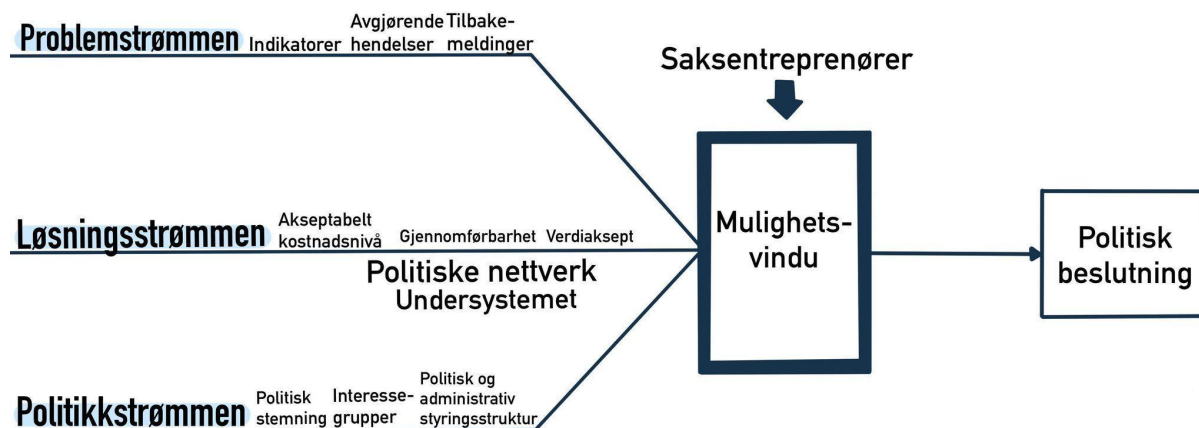 Problemstrømmen
Indikatorer
Avgjørende
hendelser
Tilbake-
meldinger
Saksentreprenører
Løsningsstrømmen
Akseptabelt
kostnadsnivå
Gjennomførbarhet
Verdiaksept
Politiske nettverk
Undersystemet
Mulighets-
vindu
Politisk
beslutning
Politikkstrømmen
Politisk
stemning
Interesse-
grupper
Politisk og
administrativ
styringsstruktur